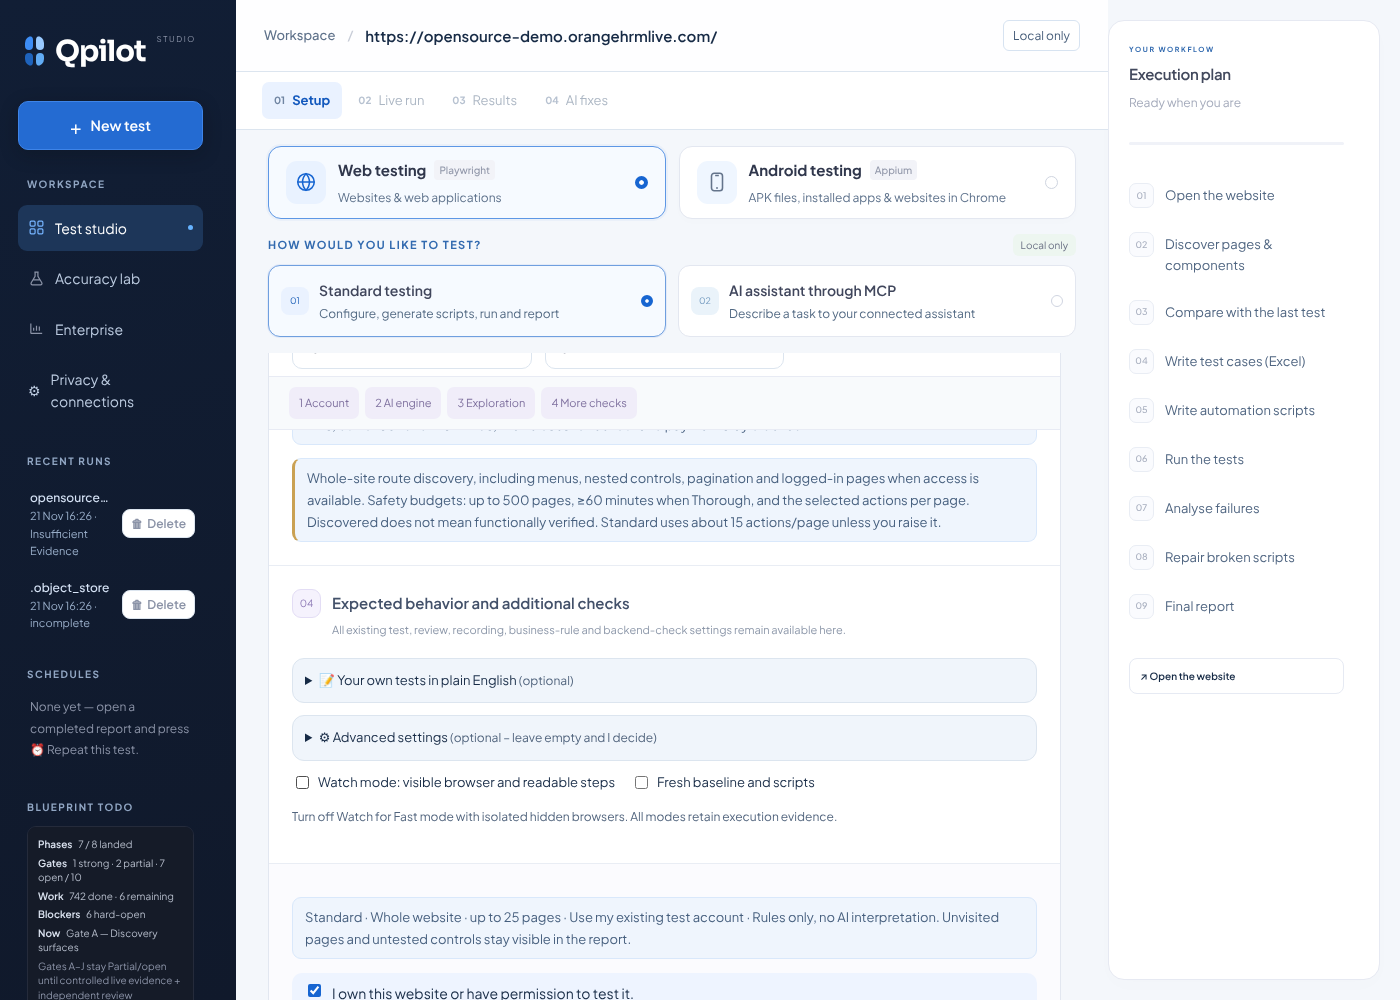 Qpilot STUDIO
+ New test
WORKSPACE
Test studio
Accuracy lab
Enterprise
Privacy &
connections
RECENT RUNS
opensource...
21 Nov 16:26 ·
Insufficient
Evidence
Delete
.object_store
21 Nov 16:26 ·
incomplete
Delete
SCHEDULES
None yet — open a
completed report and press
⏰ Repeat this test.
BLUEPRINT TODO
Phases 7 / 8 landed
Gates 1 strong · 2 partial · 7
open / 10
Work 742 done · 6 remaining
Blockers 6 hard-open
Now Gate A — Discovery
surfaces
Gates A–J stay Partial/open
until controlled live evidence +
independent review
Workspace / https://opensource-demo.orangehrmlive.com/
Local only
01 Setup
02 Live run
03 Results
04 AI fixes
Web testing Playwright
Websites & web applications
Android testing Appium
APK files, installed apps & websites in Chrome
HOW WOULD YOU LIKE TO TEST?
Local only
01 Standard testing
Configure, generate scripts, run and report
02 AI assistant through MCP
Describe a task to your connected assistant
1 Account
2 AI engine
3 Exploration
4 More checks
Whole-site route discovery, including menus, nested controls, pagination and logged-in pages when access is
available. Safety budgets: up to 500 pages, ≥60 minutes when Thorough, and the selected actions per page.
Discovered does not mean functionally verified. Standard uses about 15 actions/page unless you raise it.
04 Expected behavior and additional checks
All existing test, review, recording, business-rule and backend-check settings remain available here.
▶ 📝 Your own tests in plain English (optional)
▶ ⚙ Advanced settings (optional – leave empty and I decide)
Watch mode: visible browser and readable steps
Fresh baseline and scripts
Turn off Watch for Fast mode with isolated hidden browsers. All modes retain execution evidence.
Standard · Whole website · up to 25 pages · Use my existing test account · Rules only, no AI interpretation. Unvisited
pages and untested controls stay visible in the report.
I own this website or have permission to test it.
YOUR WORKFLOW
Execution plan
Ready when you are
01 Open the website
02 Discover pages &
components
03 Compare with the last test
04 Write test cases (Excel)
05 Write automation scripts
06 Run the tests
07 Analyse failures
08 Repair broken scripts
09 Final report
↗ Open the website